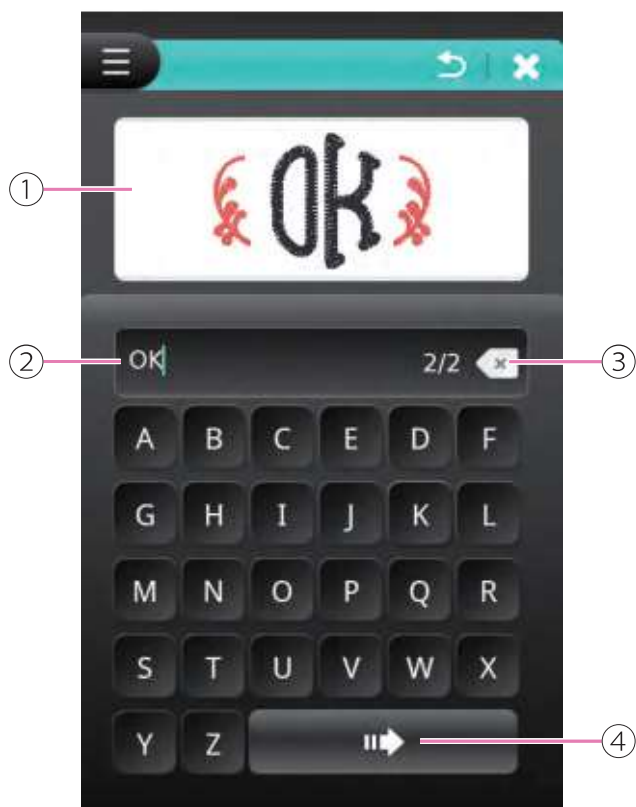 OK
①
②
OK
2/2
③
A B C E D F
G H I J K L
M N O P Q R
S T U V W X
Y Z
④